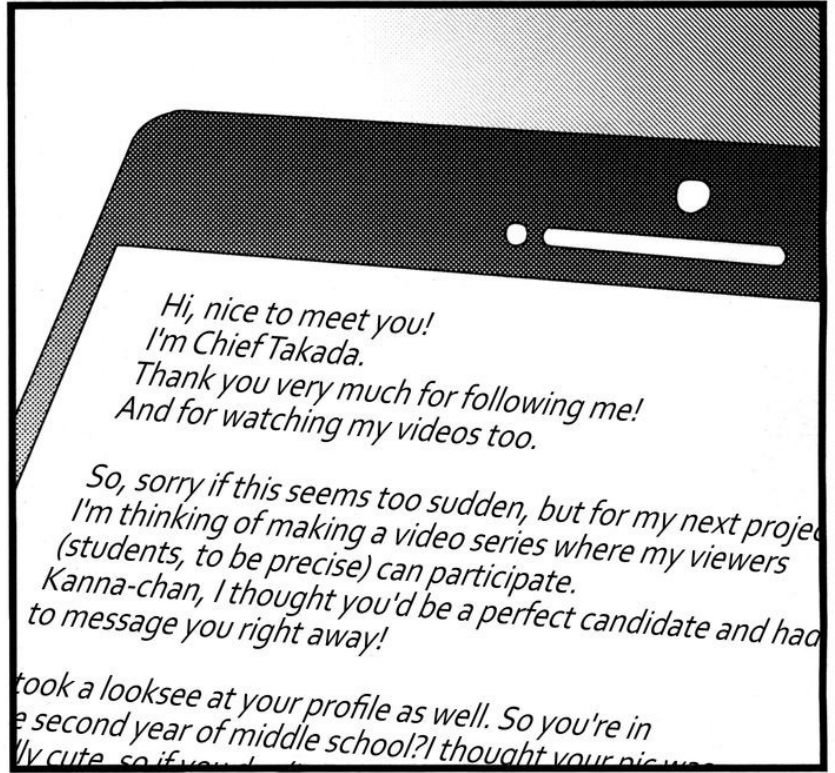 Hi, nice to meet you!
I'm Chief Takada.
Thank you very much for following me!
And for watching my videos too.
So, sorry if this seems too sudden, but for my next projec
I'm thinking of making a video series where my viewers
(students, to be precise) can participate.
Kanna-chan, I thought you'd be a perfect candidate and had
to message you right away!
took a looksee at your profile as well. So you're in
e second year of middle school?I thought your pic was
lly cute, so if you